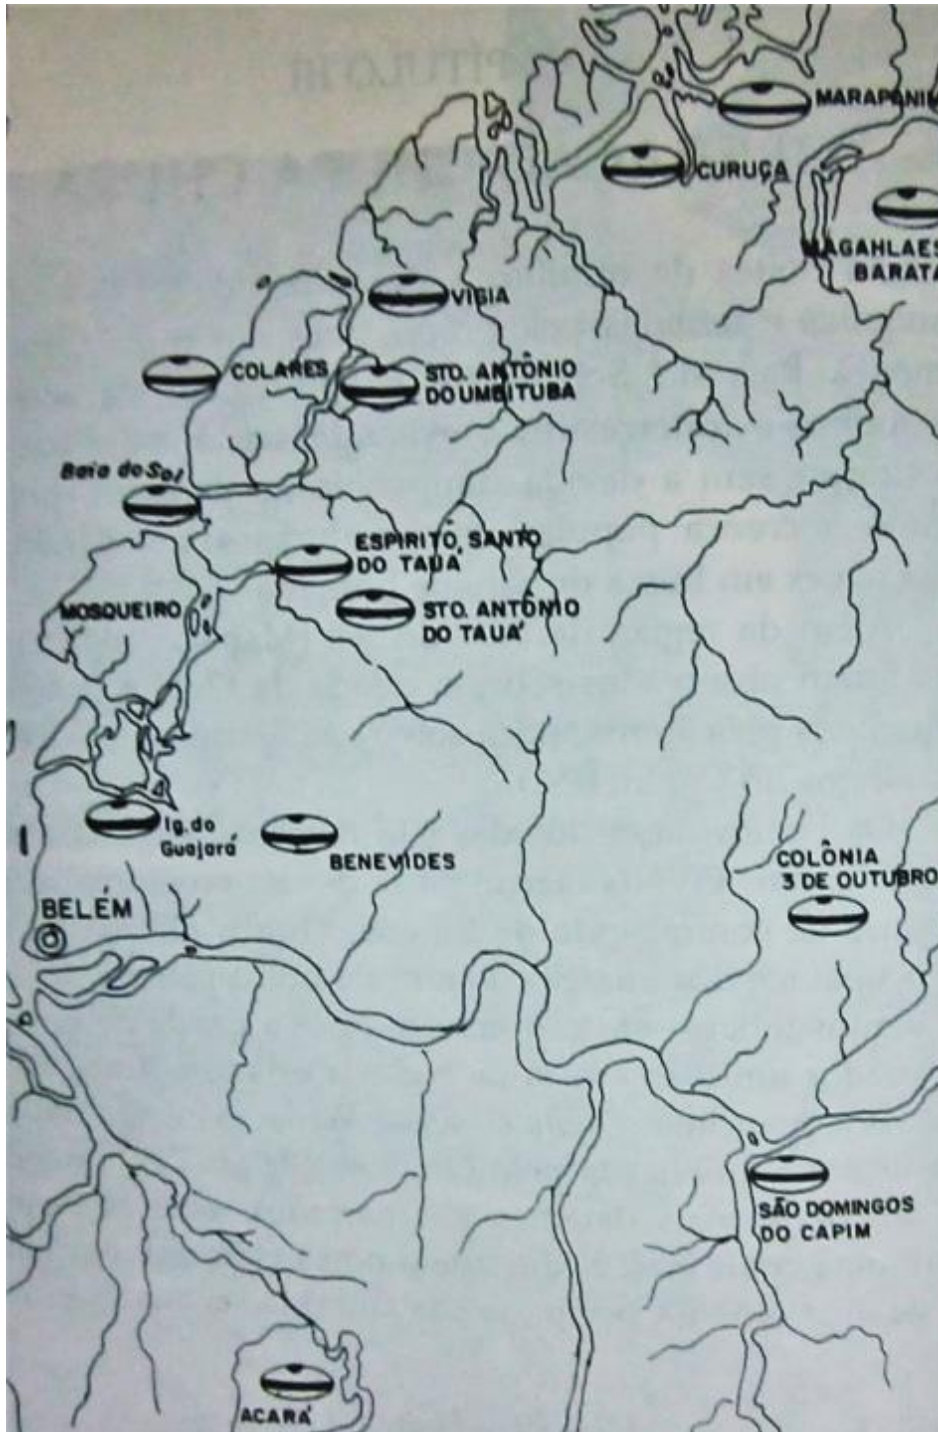 MARAPANIM
CURUÇA
MAGAHLAES
BARATA
VIGIA
COLARES
STO. ANTÔNIO
DO UMBITUBA
Baia do Sol
ESPIRITO SANTO
DO TAUÁ
MOSQUEIRO
STO. ANTÔNIO
DO TAUÁ
Ig. do
Guajará
BENEVIDES
COLÔNIA
3 DE OUTUBRO
BELÉM
SÃO DOMINGOS
DO CAPIM
ACARÁ